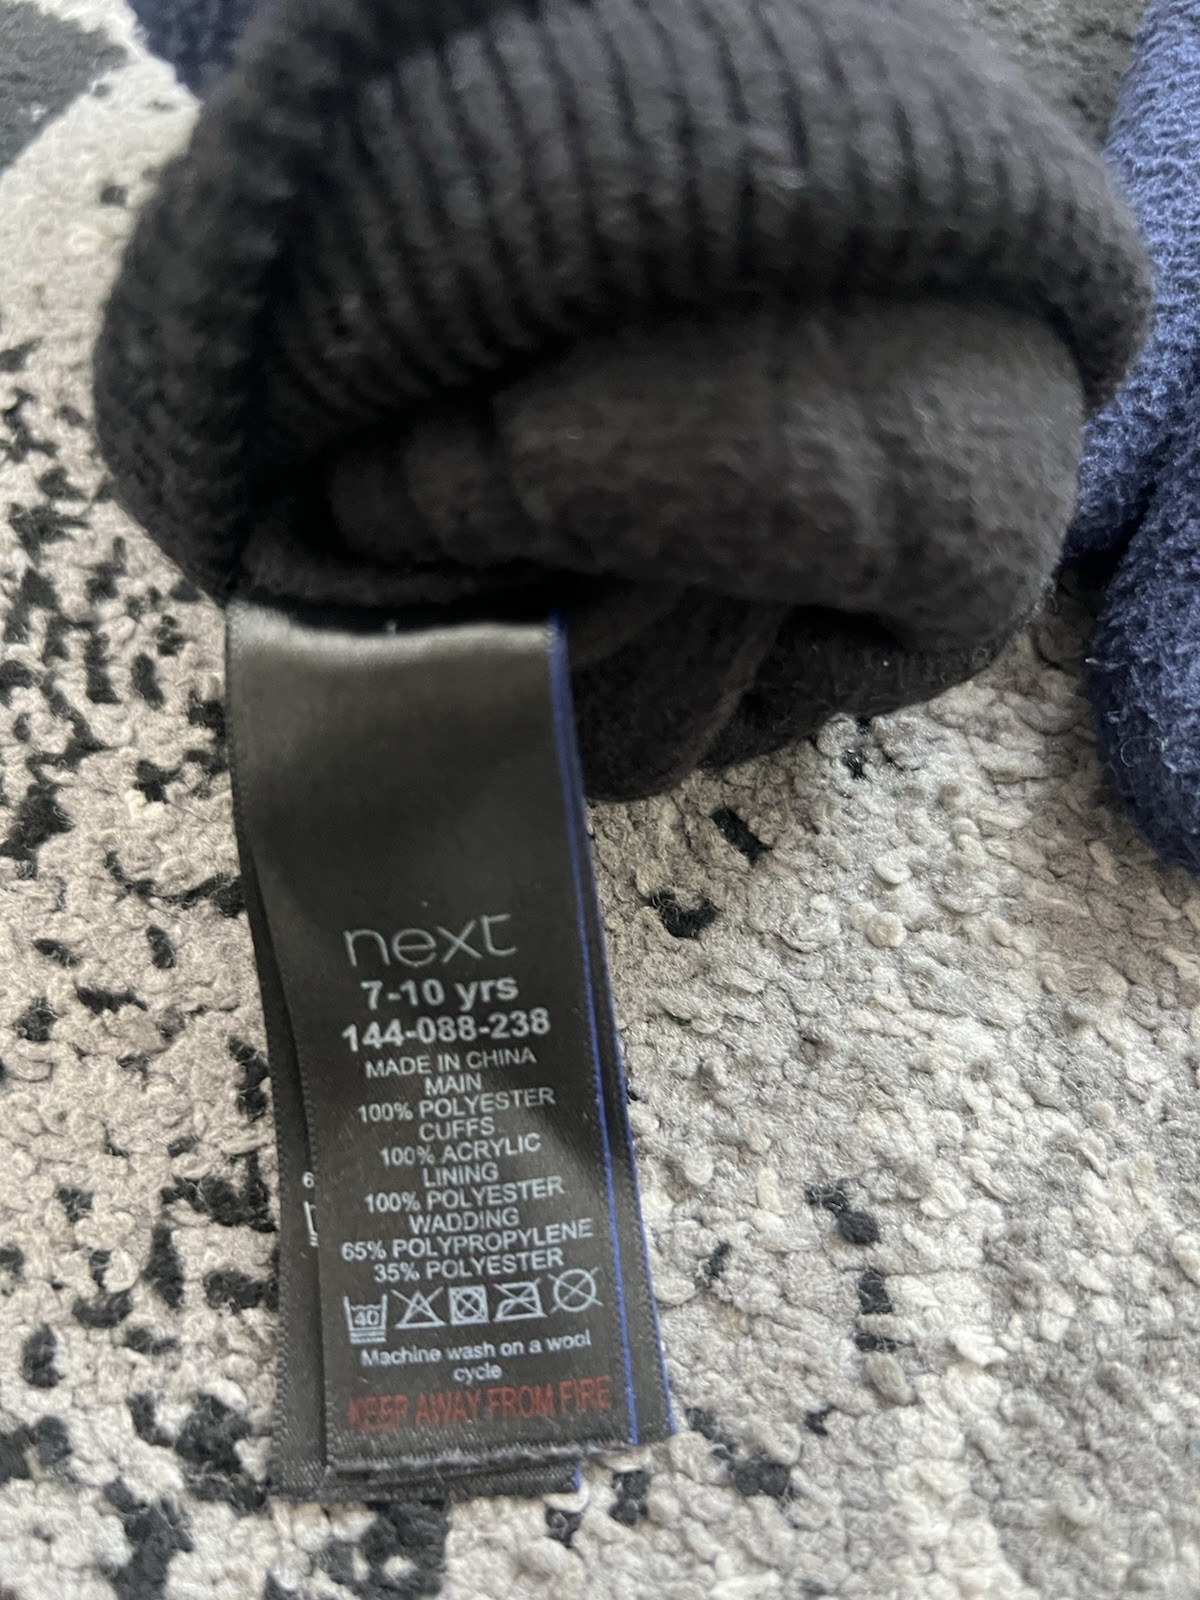 next
7-10 yrs
144-088-238
MADE IN CHINA
MAIN
100% POLYESTER
CUFFS
100% ACRYLIC
LINING
100% POLYESTER
WADDING
65% POLYPROPYLENE
35% POLYESTER
40
Machine wash on a wool
cycle
KEEP AWAY FROM FIRE
6